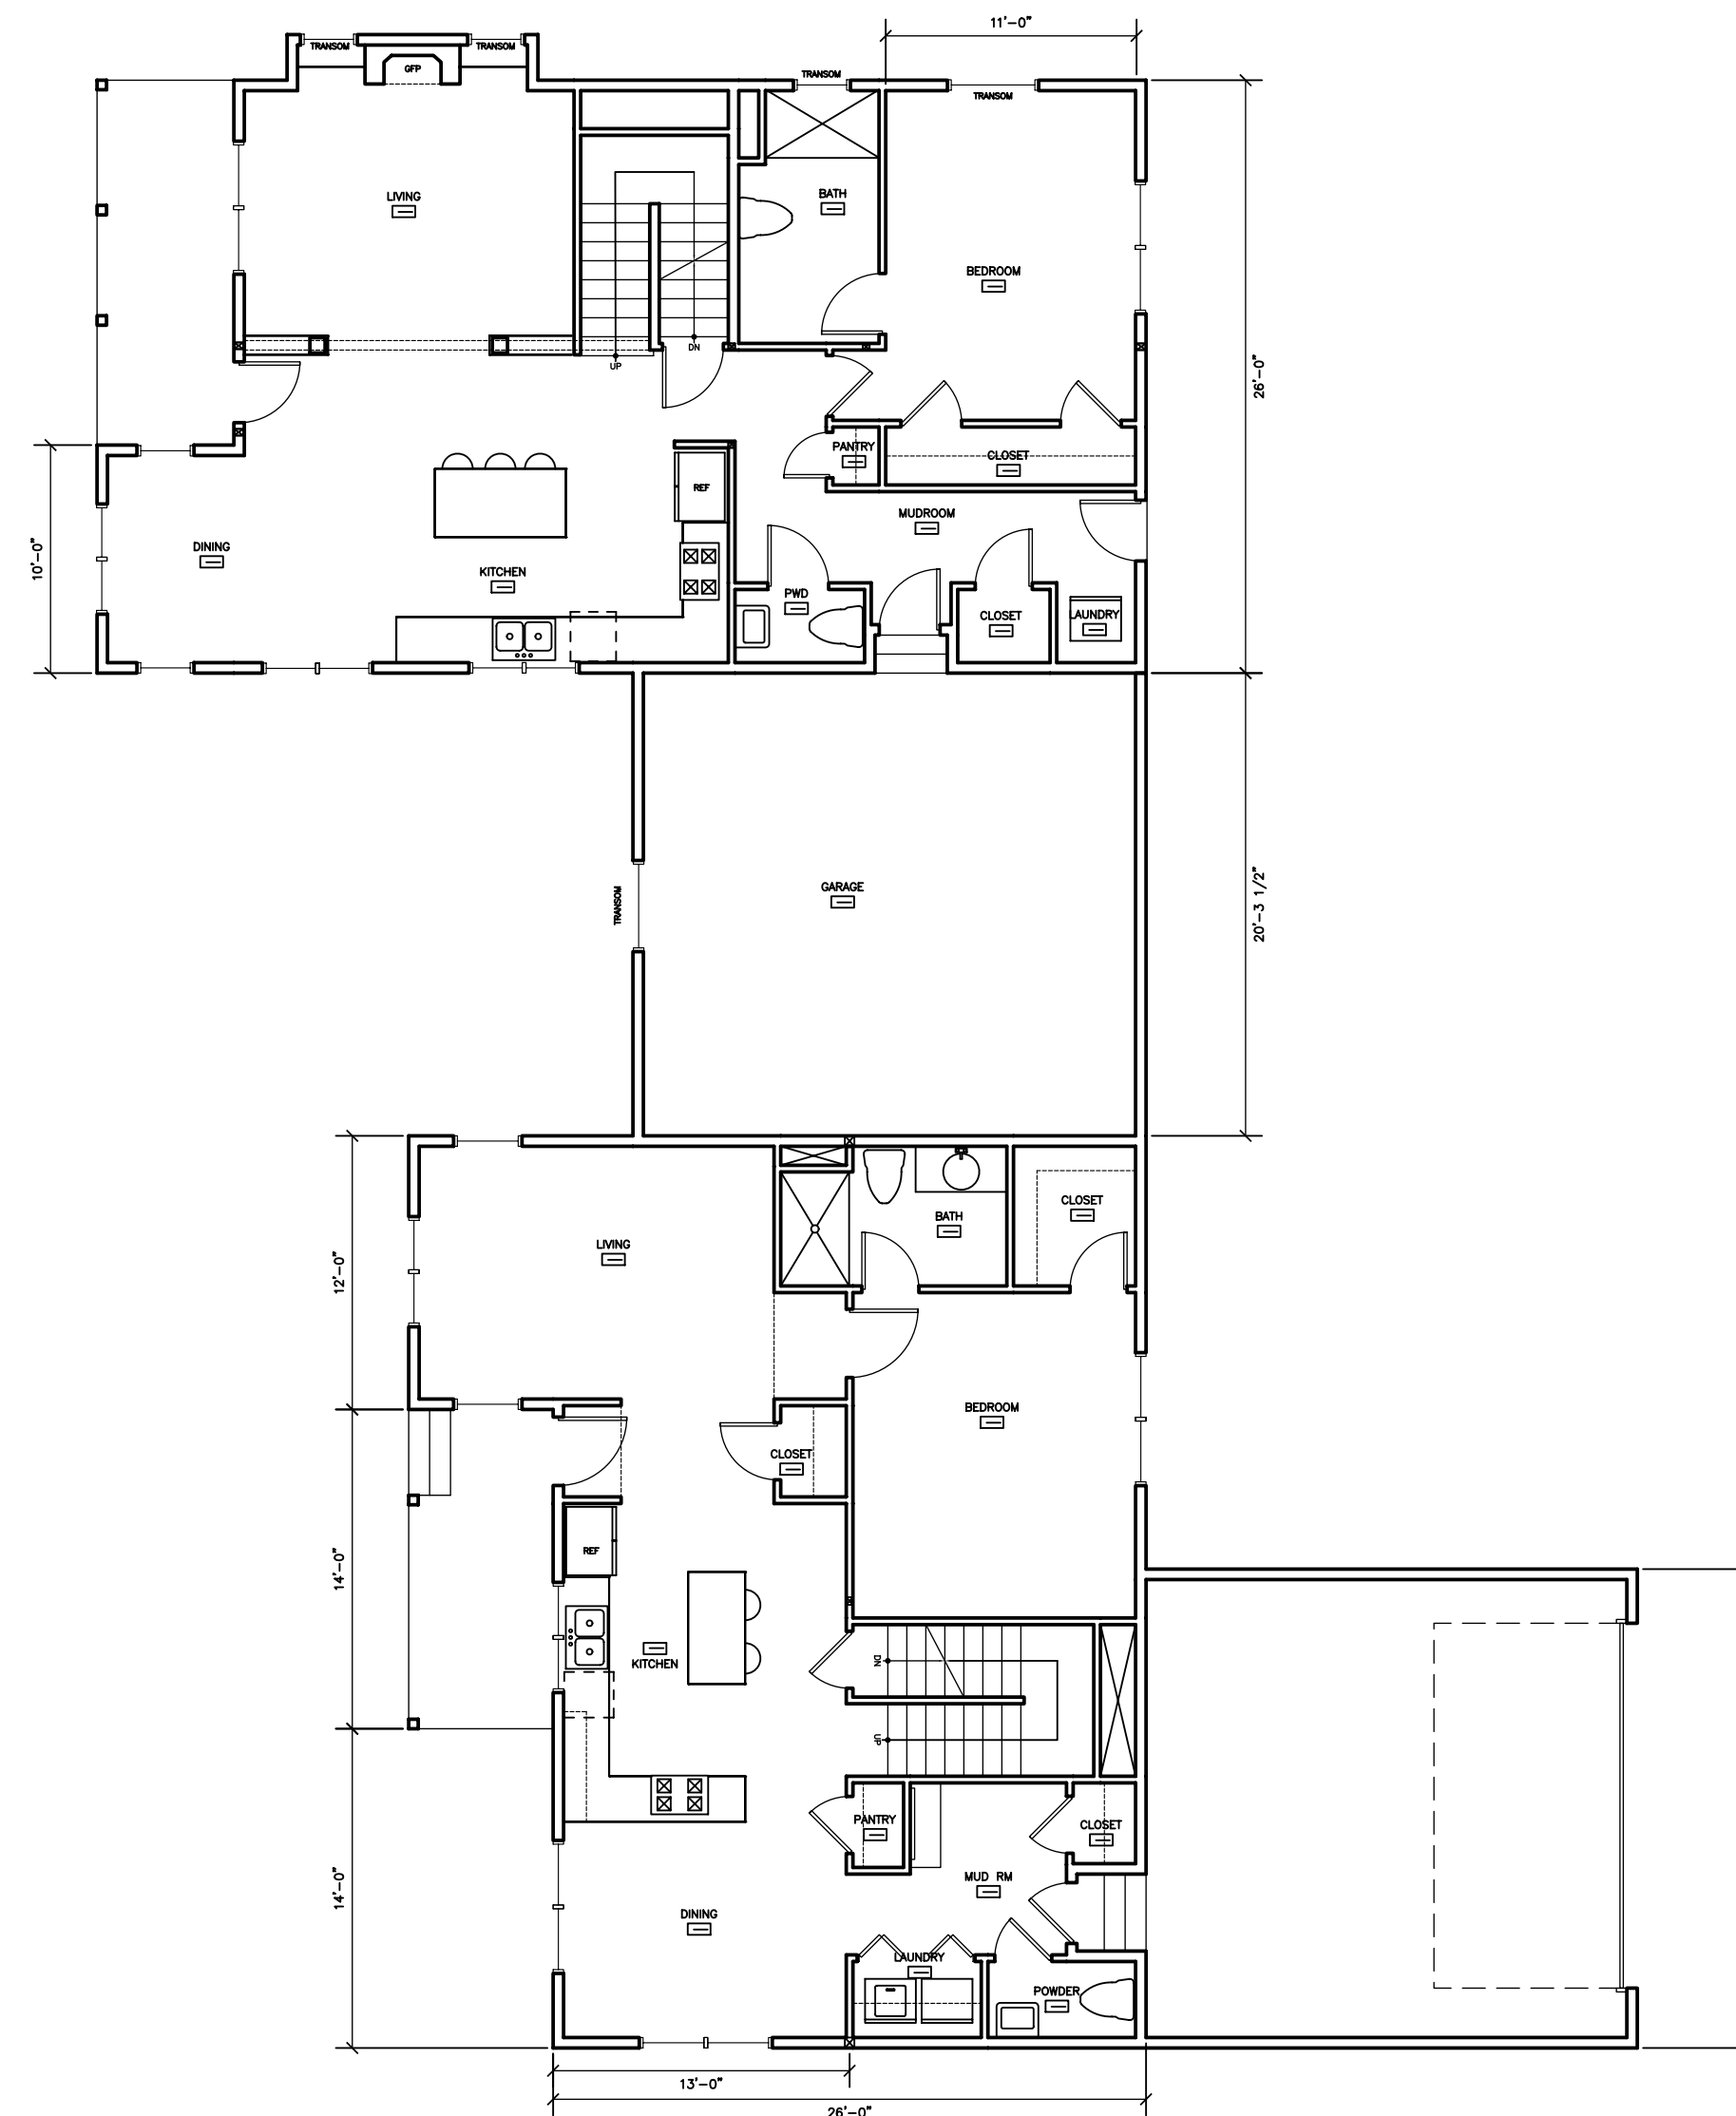 11'-0"
TRANSOM
TRANSOM
GFP
TRANSOM
TRANSOM
LIVING
BATH
BEDROOM
DN
UP
26'-0"
PANTRY
CLOSET
REF
MUDROOM
10'-0"
DINING
KITCHEN
PWD
CLOSET
LAUNDRY
GARAGE
TRANSOM
20'-3 1/2"
CLOSET
BATH
LIVING
12'-0"
BEDROOM
CLOSET
REF
14'-0"
KITCHEN
DN
UP
PANTRY
CLOSET
MUD RM
14'-0"
DINING
LAUNDRY
POWDER
13'-0"
26'-0"